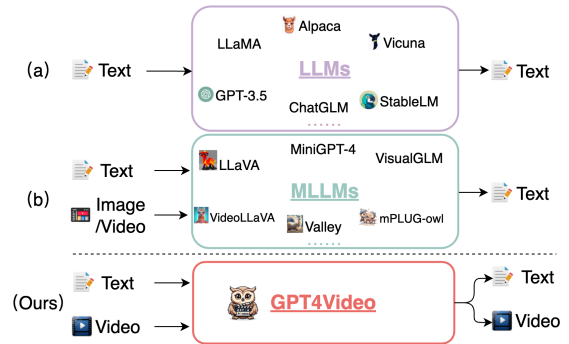 LLaMA
Alpaca
Vicuna
(a)
Text
LLMs
Text
GPT-3.5
ChatGLM
StableLM
......
MiniGPT-4
Text
LLaVA
VisualGLM
(b)
MLLMs
Text
Image
/Video
VideoLLaVA
Valley
mPLUG-owl
......
Text
Text
(Ours)
GPT4Video
Video
Video